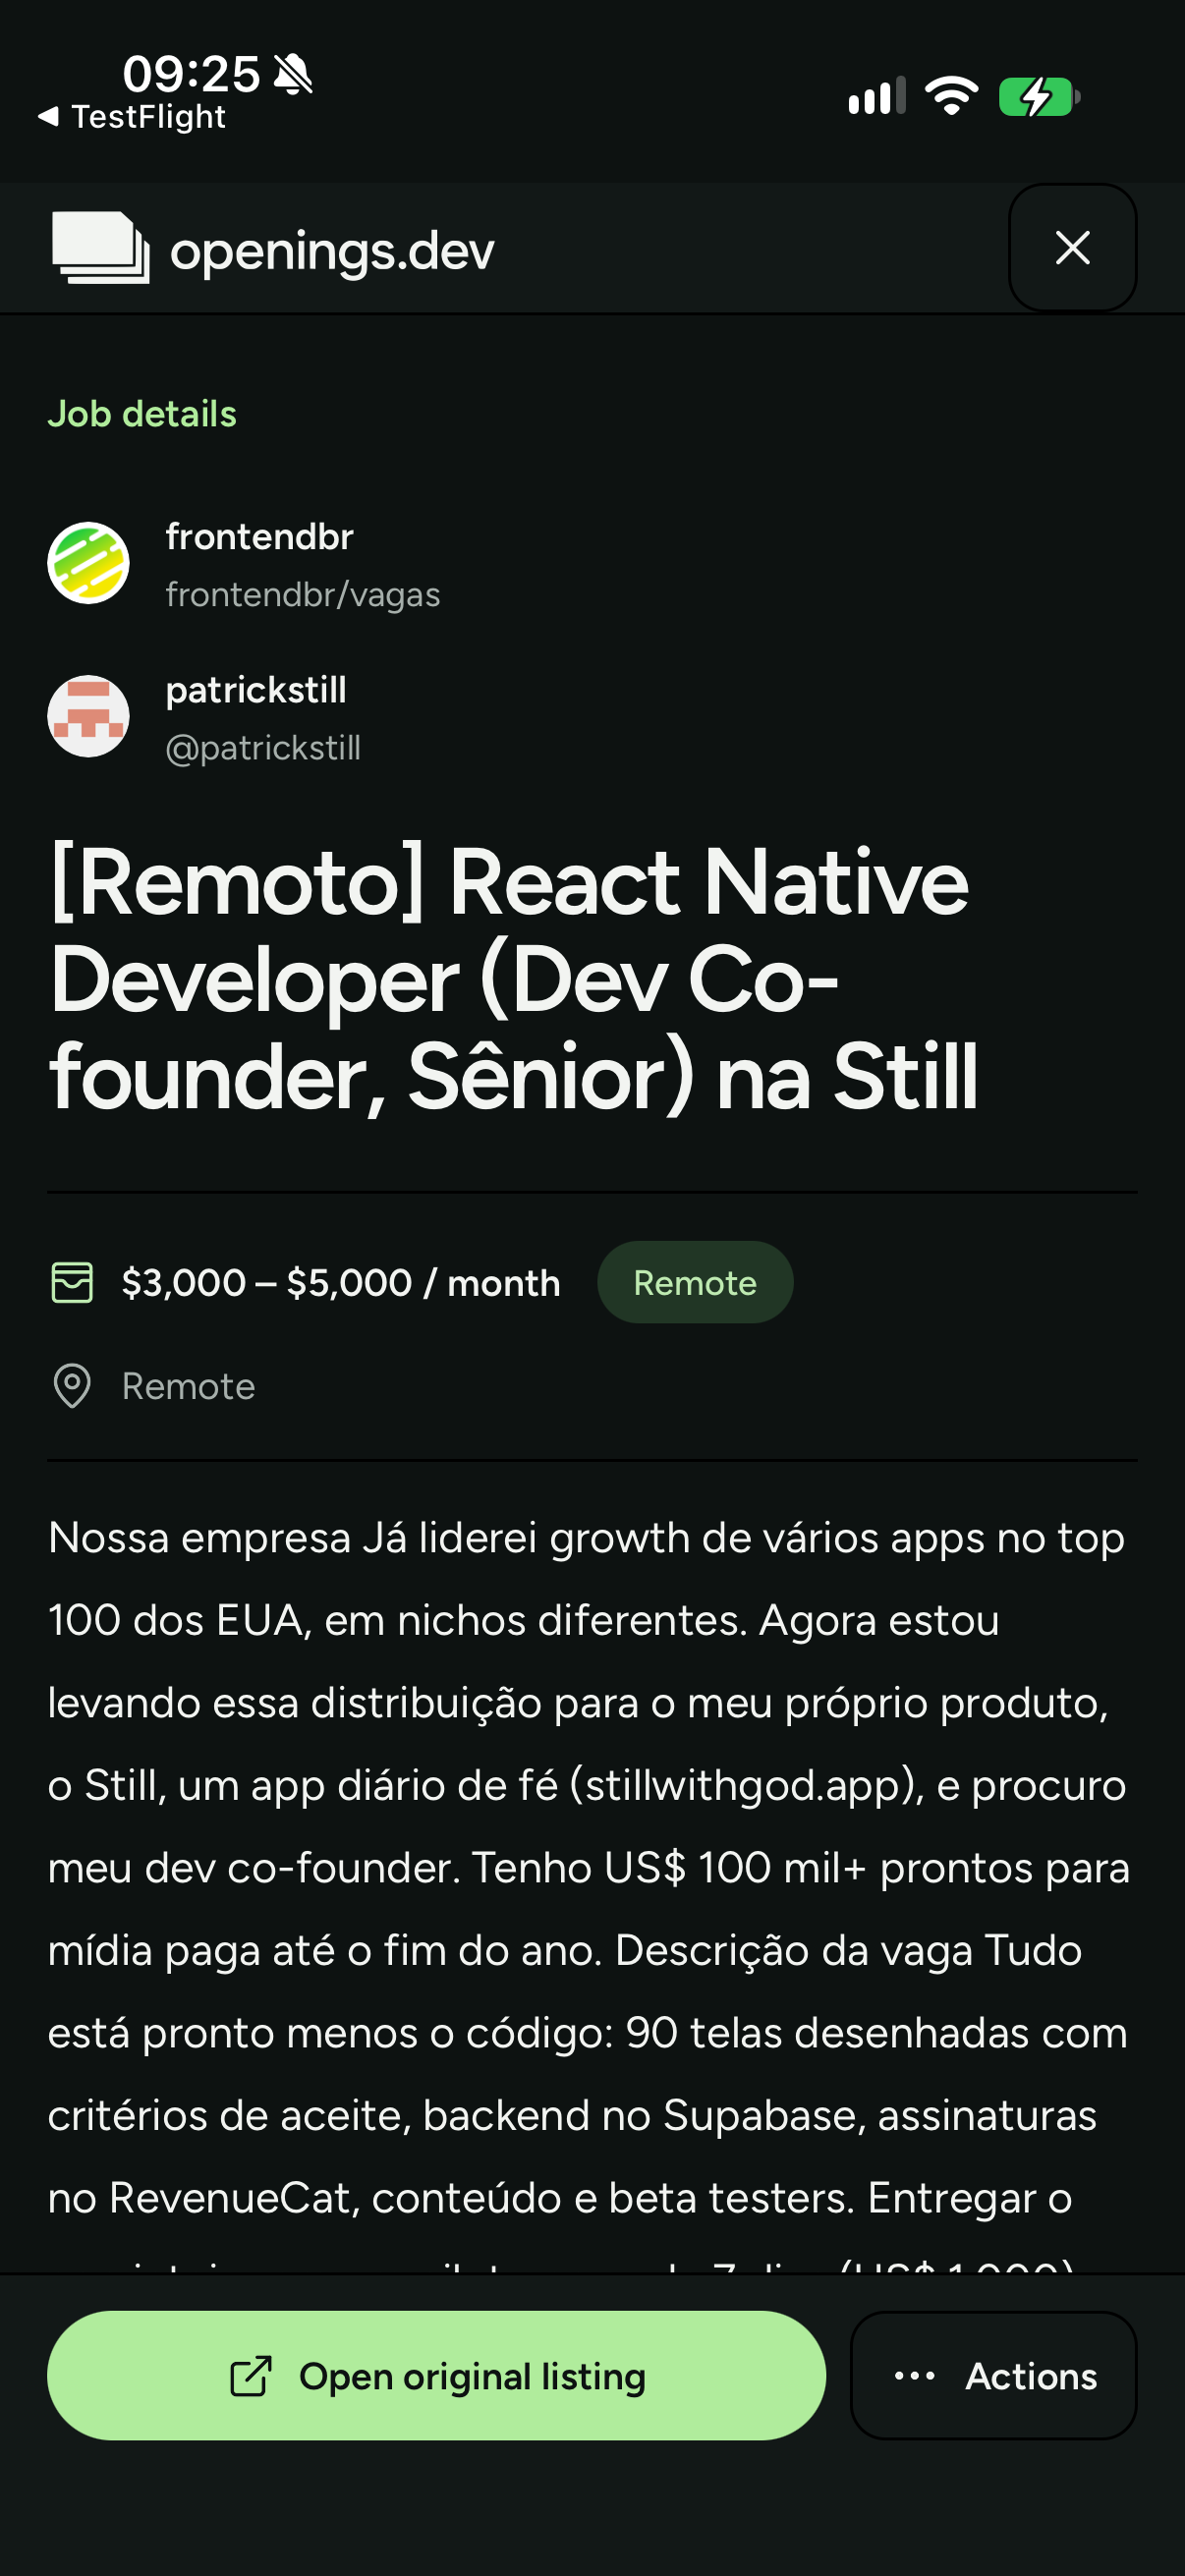 09:25
TestFlight
openings.dev
Job details
frontendbr
frontendbr/vagas
patrickstill
@patrickstill
[Remoto] React Native
Developer (Dev Co-
founder, Sênior) na Still
$3,000 – $5,000 / month
Remote
Remote
Nossa empresa Já liderei growth de vários apps no top
100 dos EUA, em nichos diferentes. Agora estou
levando essa distribuição para o meu próprio produto,
o Still, um app diário de fé (stillwithgod.app), e procuro
meu dev co-founder. Tenho US$ 100 mil+ prontos para
mídia paga até o fim do ano. Descrição da vaga Tudo
está pronto menos o código: 90 telas desenhadas com
critérios de aceite, backend no Supabase, assinaturas
no RevenueCat, conteúdo e beta testers. Entregar o
7 dias (US$ 1.000)
Open original listing
Actions